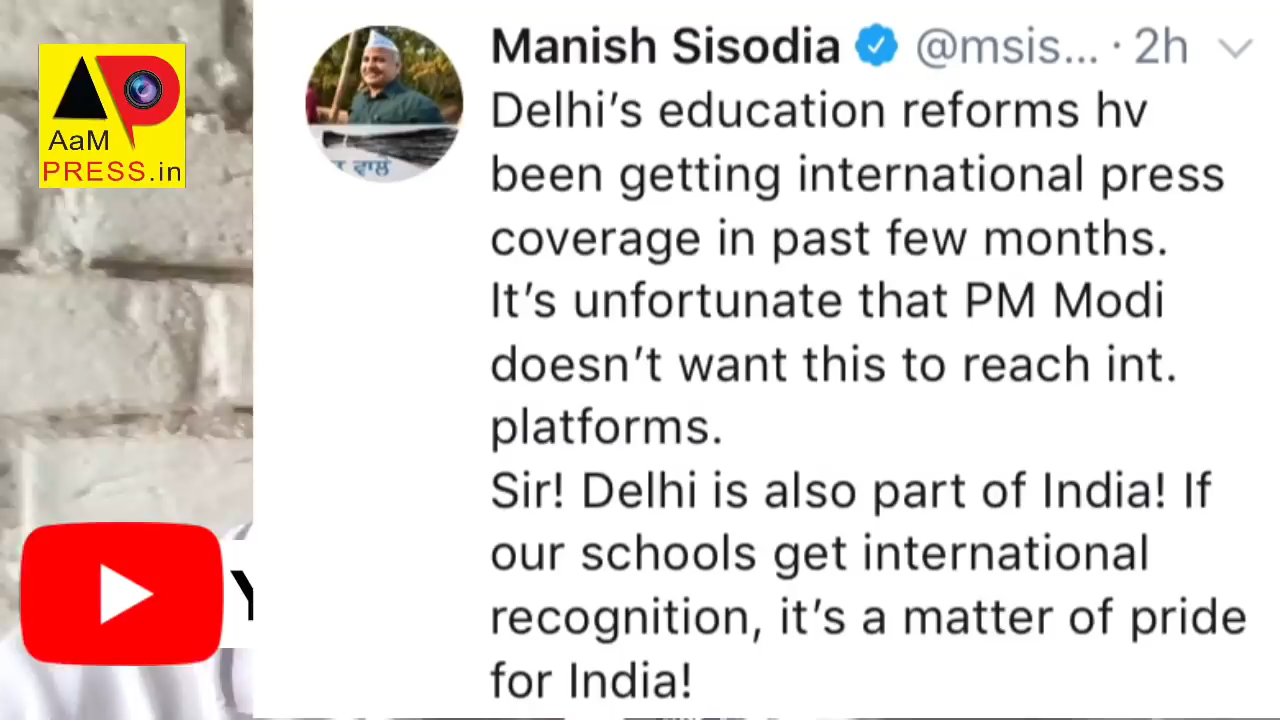 AP
AaM
PRESS.in
Manish Sisodia @msis... · 2h
Delhi’s education reforms hv
been getting international press
coverage in past few months.
It’s unfortunate that PM Modi
doesn’t want this to reach int.
platforms.
Sir! Delhi is also part of India! If
our schools get international
recognition, it’s a matter of pride
for India!